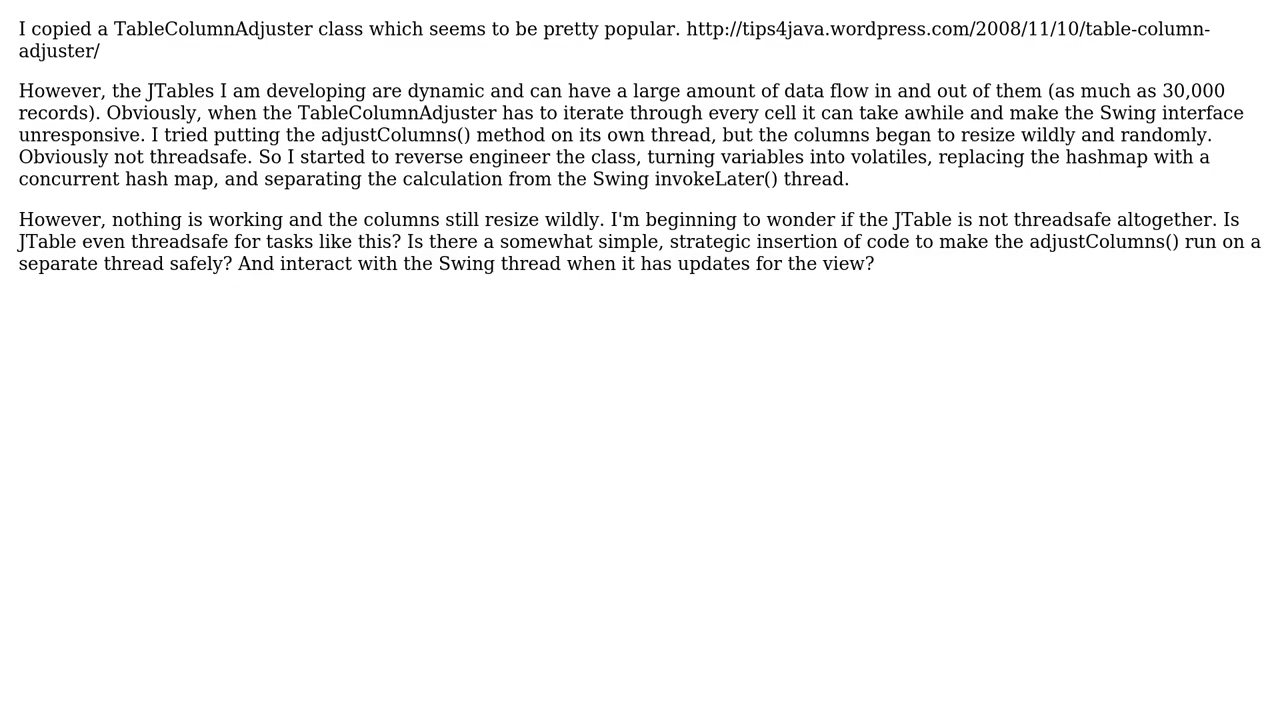 I copied a TableColumnAdjuster class which seems to be pretty popular. http://tips4java.wordpress.com/2008/11/10/table-column-
adjuster/
However, the JTables I am developing are dynamic and can have a large amount of data flow in and out of them (as much as 30,000
records). Obviously, when the TableColumnAdjuster has to iterate through every cell it can take awhile and make the Swing interface
unresponsive. I tried putting the adjustColumns() method on its own thread, but the columns began to resize wildly and randomly.
Obviously not threadsafe. So I started to reverse engineer the class, turning variables into volatiles, replacing the hashmap with a
concurrent hash map, and separating the calculation from the Swing invokeLater() thread.
However, nothing is working and the columns still resize wildly. I'm beginning to wonder if the JTable is not threadsafe altogether. Is
JTable even threadsafe for tasks like this? Is there a somewhat simple, strategic insertion of code to make the adjustColumns() run on a
separate thread safely? And interact with the Swing thread when it has updates for the view?